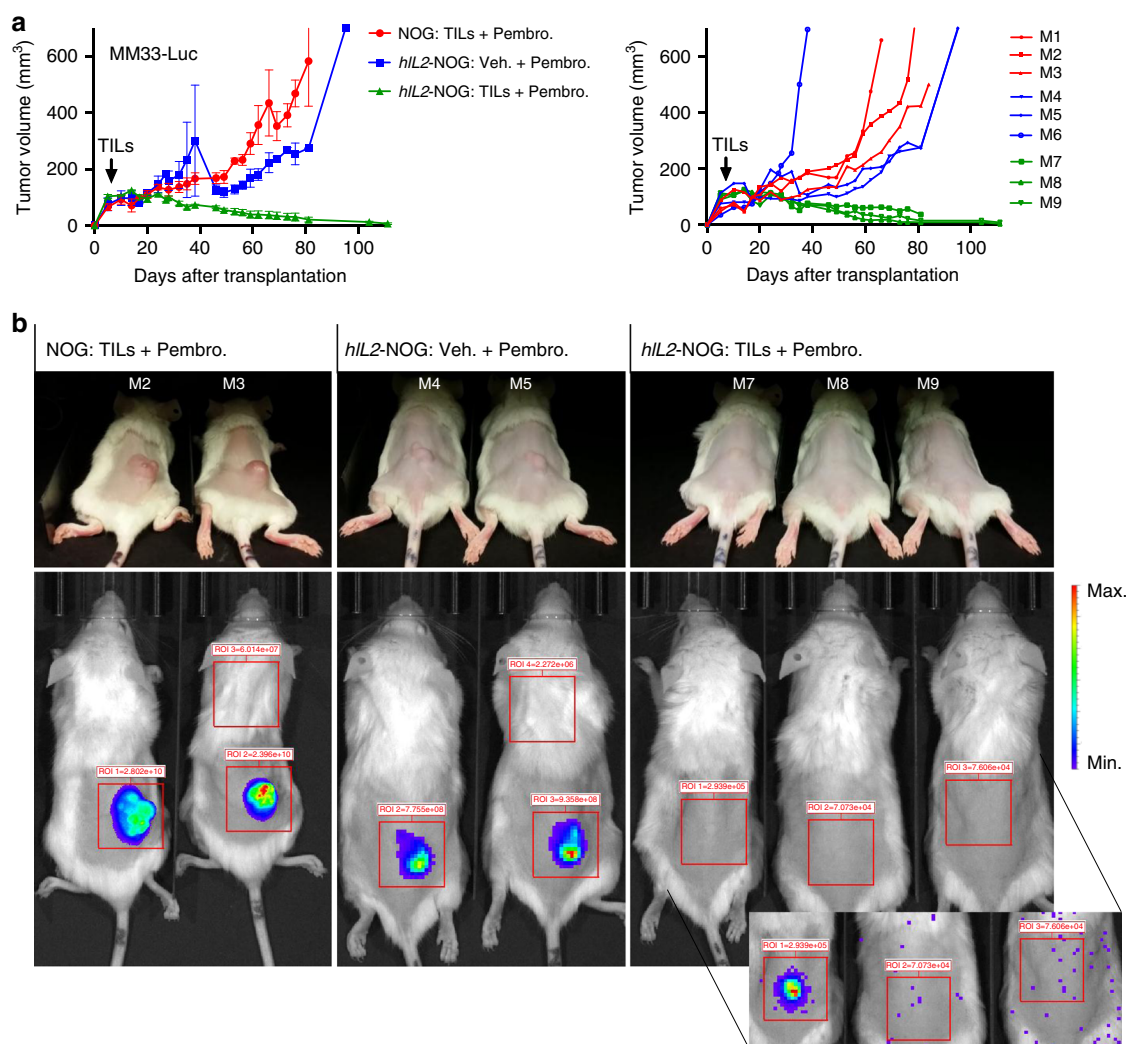 a
Tumor volume (mm3)
600
400
200
0
0
20
40
60
80
100
Days after transplantation
MM33-Luc
TILs
NOG: TILs + Pembro.
hIL2-NOG: Veh. + Pembro.
hIL2-NOG: TILs + Pembro.
Tumor volume (mm3)
600
400
200
0
0
20
40
60
80
100
Days after transplantation
TILs
M1
M2
M3
M4
M5
M6
M7
M8
M9
b
NOG: TILs + Pembro.
hIL2-NOG: Veh. + Pembro.
hIL2-NOG: TILs + Pembro.
M2
M3
M4
M5
M7
M8
M9
ROI 3=6.014e+07
ROI 1=2.802e+10
ROI 2=2.396e+10
ROI 4=2.272e+06
ROI 2=7.755e+08
ROI 3=9.358e+08
ROI 1=2.939e+05
ROI 2=7.073e+04
ROI 3=7.606e+04
Max.
Min.
ROI 1=2.939e+05
ROI 2=7.073e+04
ROI 3=7.606e+04